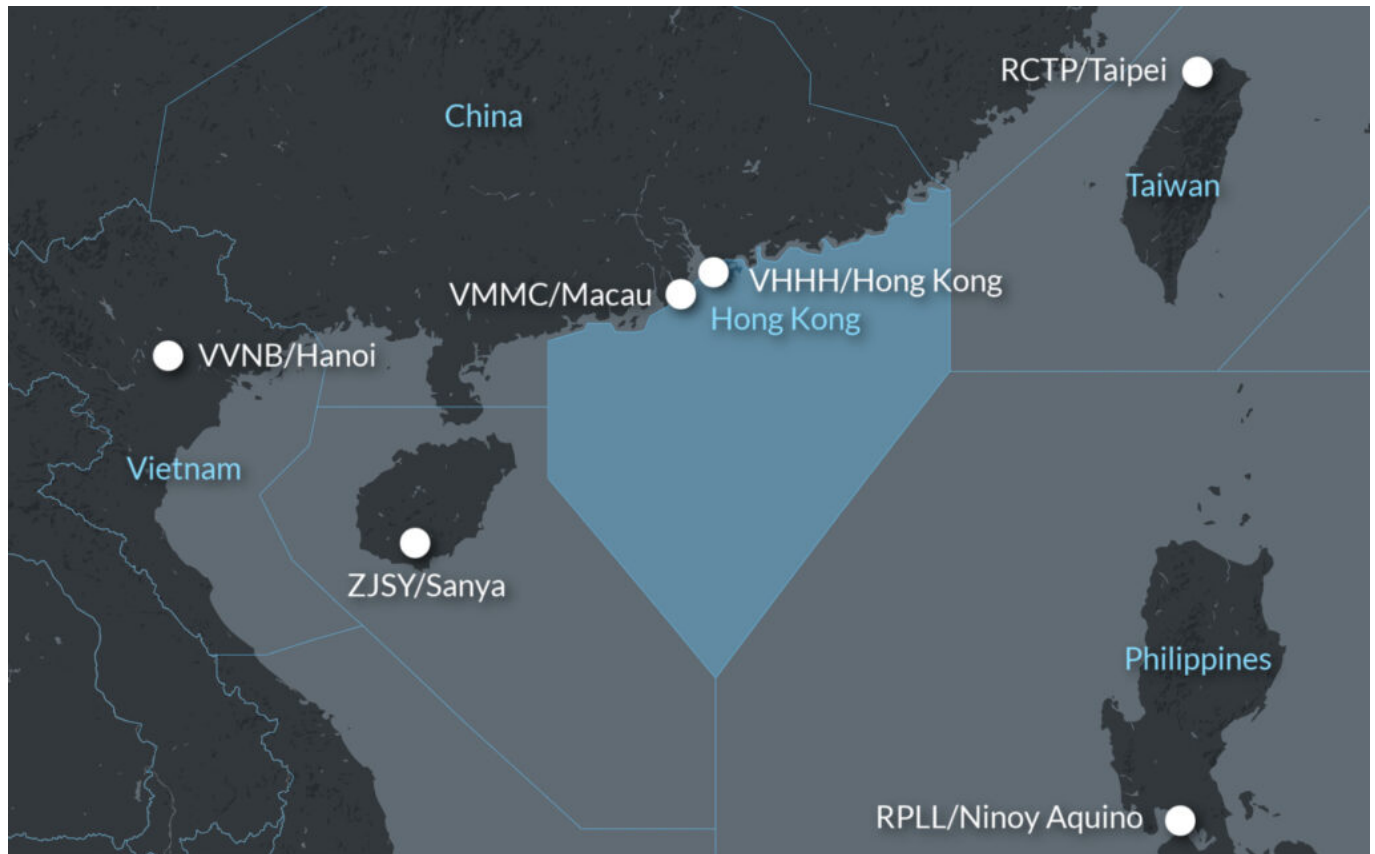 RCTP/Taipei
China
Taiwan
VHHH/Hong Kong
VMMC/Macau
Hong Kong
VVNB/Hanoi
Vietnam
ZJSY/Sanya
Philippines
RPLL/Ninoy Aquino